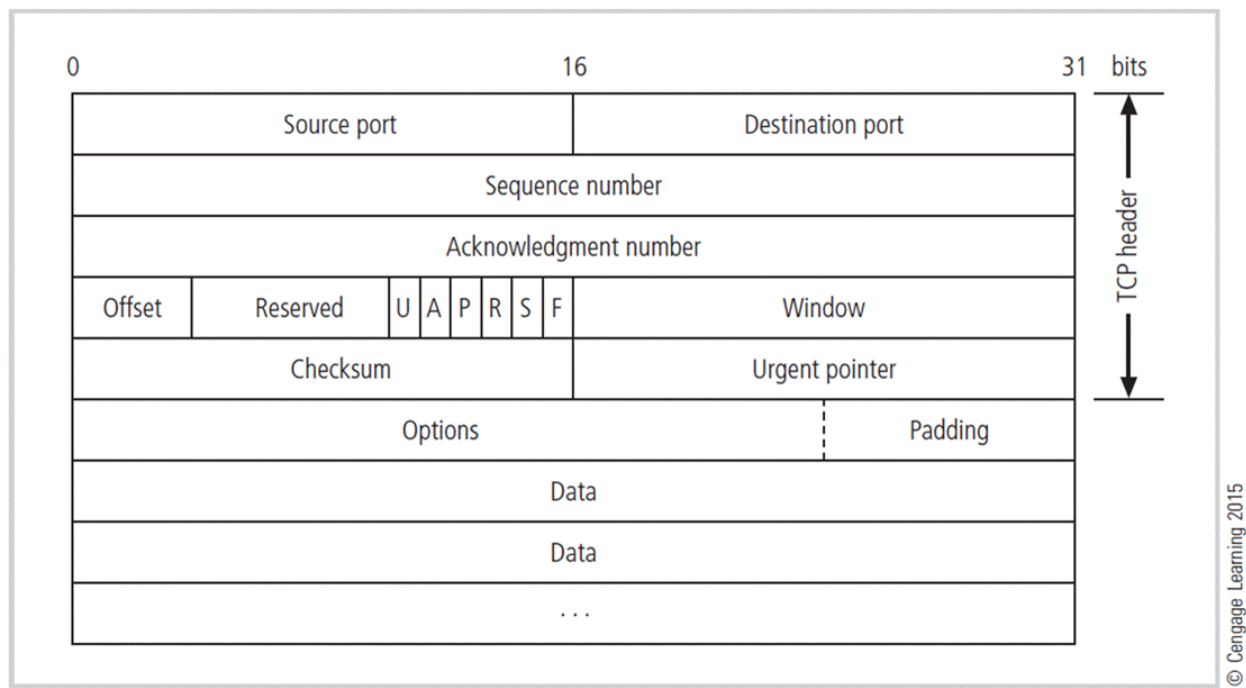 0 16 31 bits
Source port Destination port
Sequence number
Acknowledgment number
Offset Reserved U A P R S F Window
Checksum Urgent pointer
Options Padding
Data
Data
. . .
TCP header
© Cengage Learning 2015